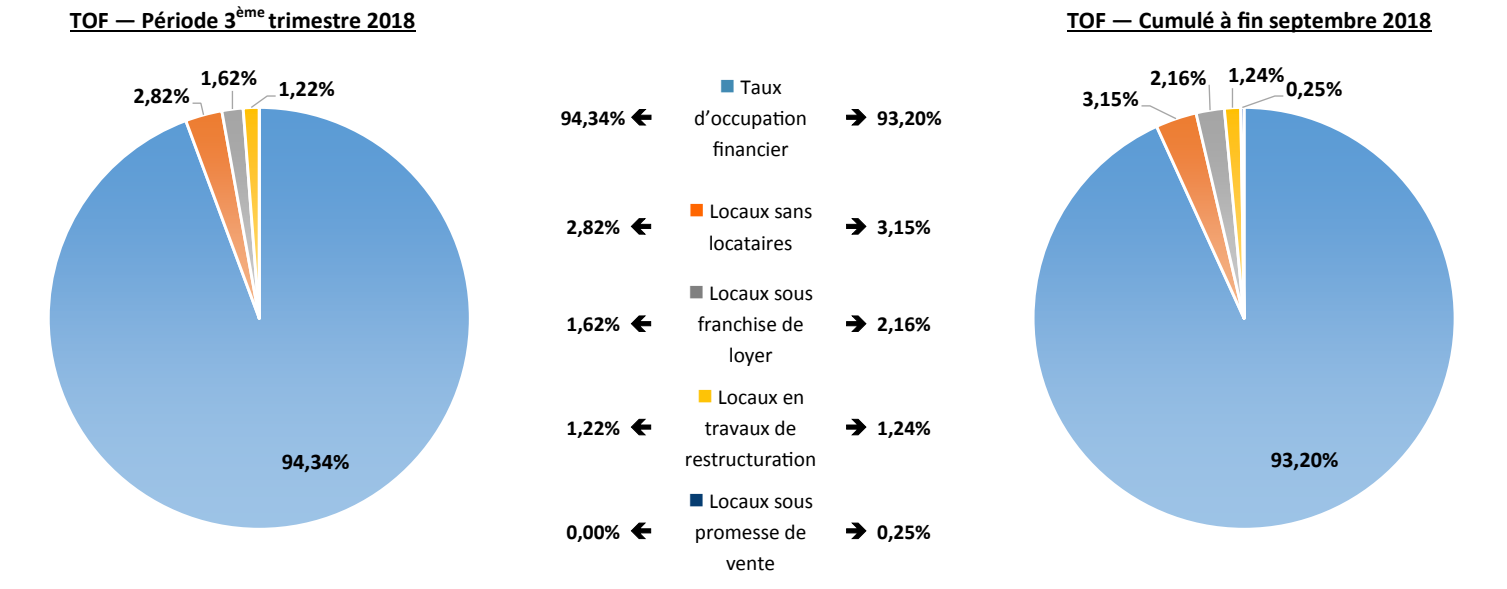 TOF — Période 3ème trimestre 2018
2,82%
1,62%
1,22%
94,34%
94,34% 🡸 Taux d'occupation financier 🡺 93,20%
2,82% 🡸 Locaux sans locataires 🡺 3,15%
1,62% 🡸 Locaux sous franchise de loyer 🡺 2,16%
1,22% 🡸 Locaux en travaux de restructuration 🡺 1,24%
0,00% 🡸 Locaux sous promesse de vente 🡺 0,25%
TOF — Cumulé à fin septembre 2018
3,15%
2,16%
1,24%
0,25%
93,20%